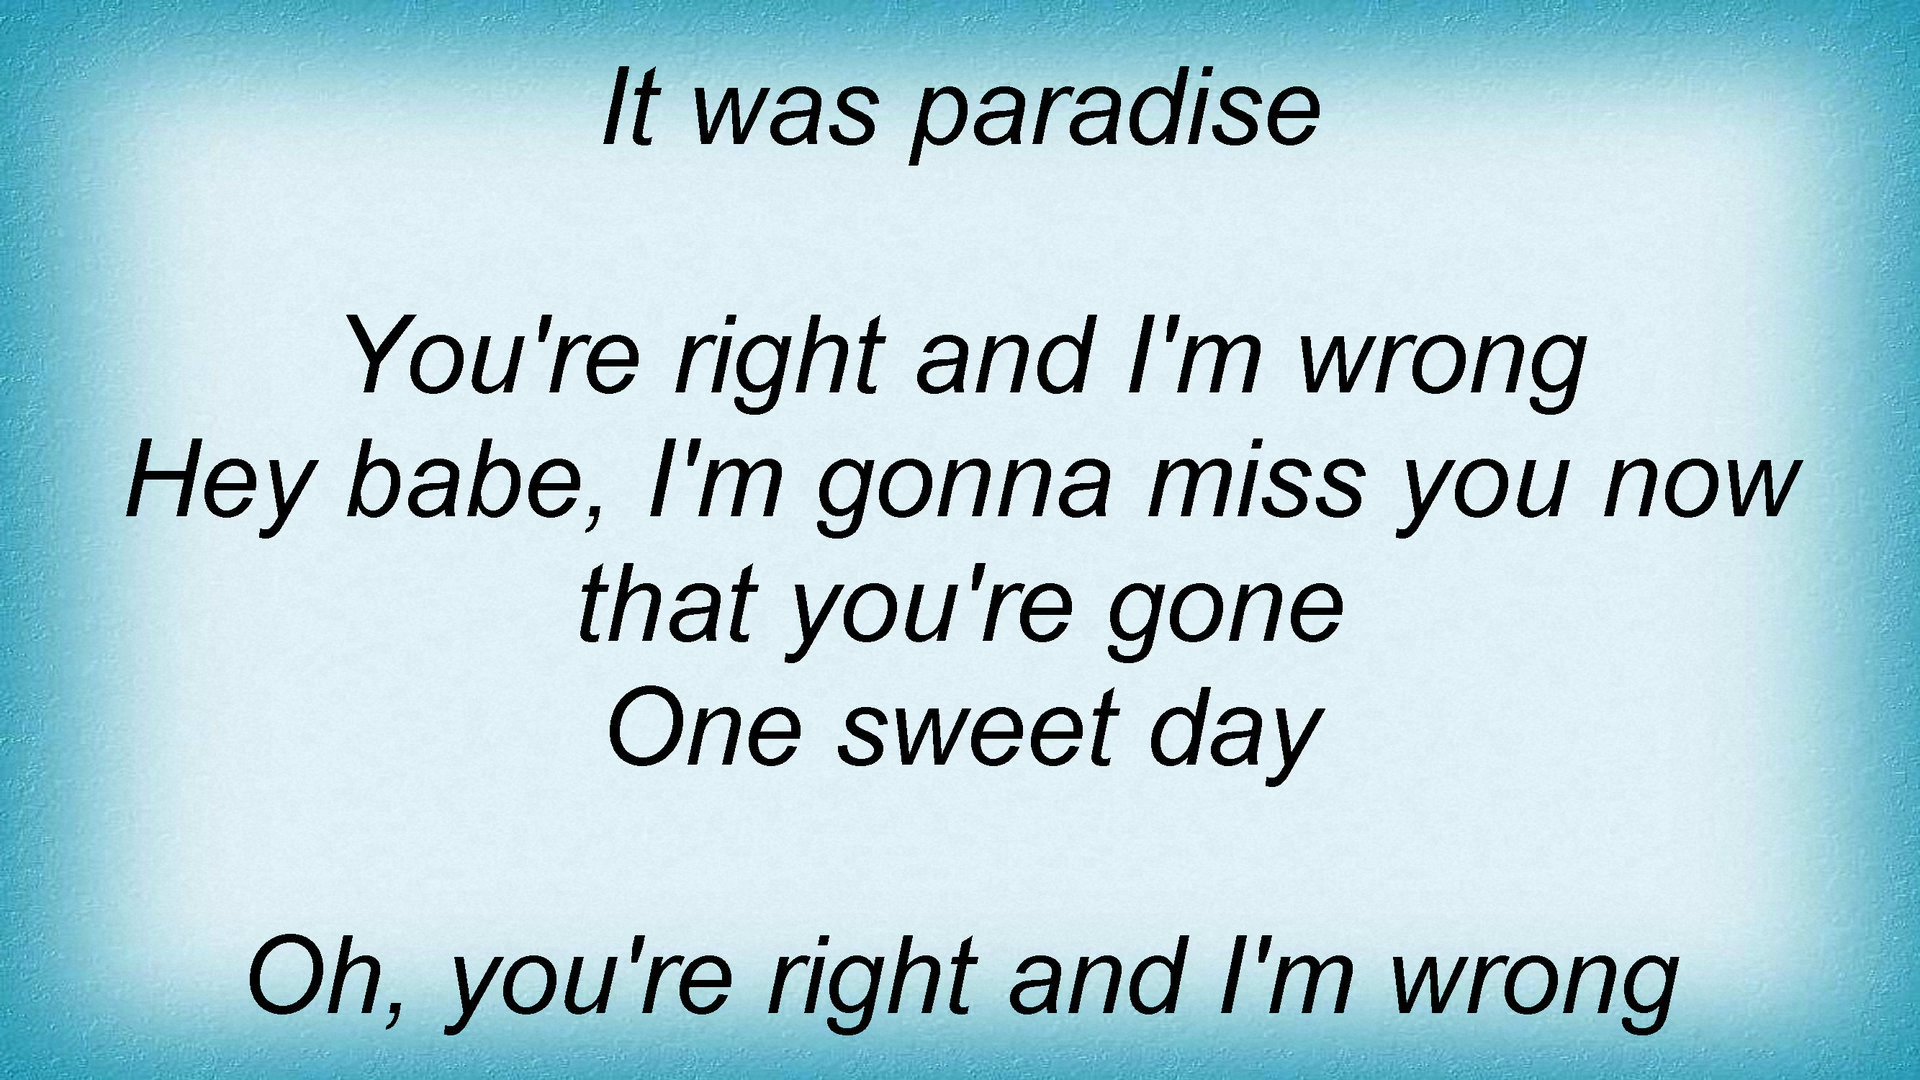 It was paradise
You're right and I'm wrong
Hey babe, I'm gonna miss you now
that you're gone
One sweet day
Oh, you're right and I'm wrong